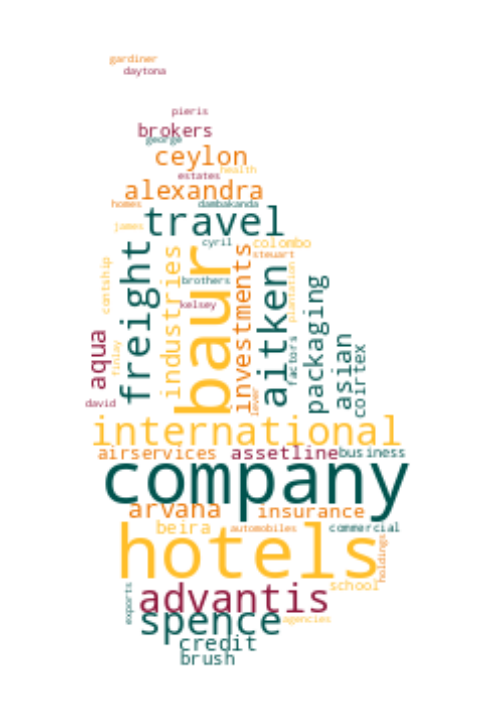 gardiner
daytona
pieris
brokers
george
ceylon
health
estates
alexandra
homes
dambakanda
james
travel
cyril
colombo
steuart
freight
industries
baur
investments
aitken
plantation
contship
brothers
packaging
kelsey
aqua
finlay
factors
asian
coirtex
lever
david
international
airservices
assetline
business
company
arvana
insurance
beira
automobiles
commercial
hotels
holdings
school
exports
advantis
spence
agencies
credit
brush